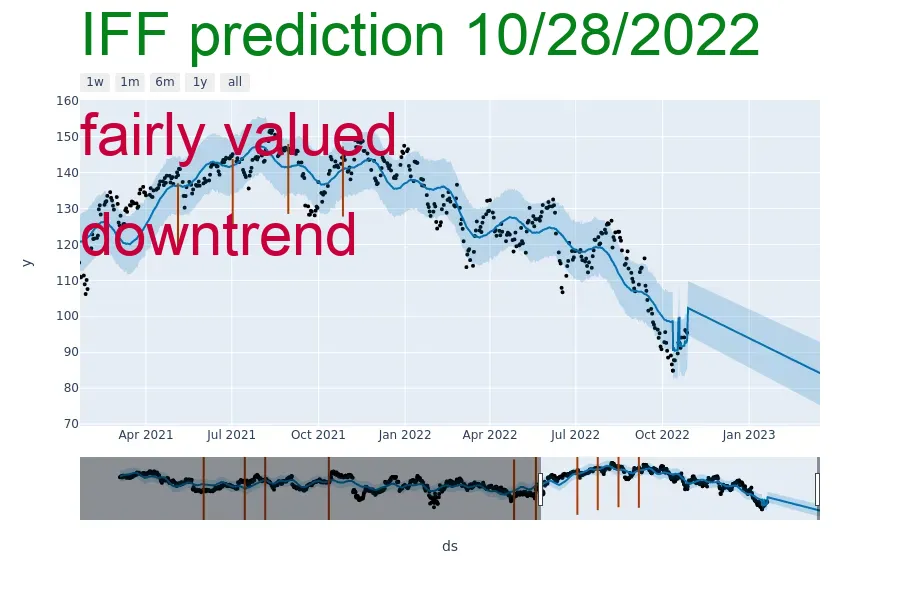 IFF prediction 10/28/2022
1w 1m 6m 1y all
160
fairly valued
150
140
130
downtrend
120
y
110
100
90
80
70
Apr 2021 Jul 2021 Oct 2021 Jan 2022 Apr 2022 Jul 2022 Oct 2022 Jan 2023
ds